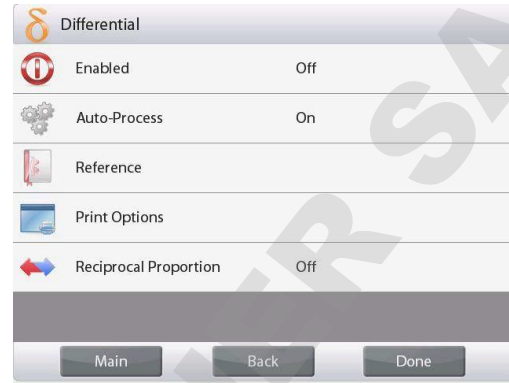 δ Differential
Enabled Off
Auto-Process On
Reference
Print Options
Reciprocal Proportion Off
Main Back Done